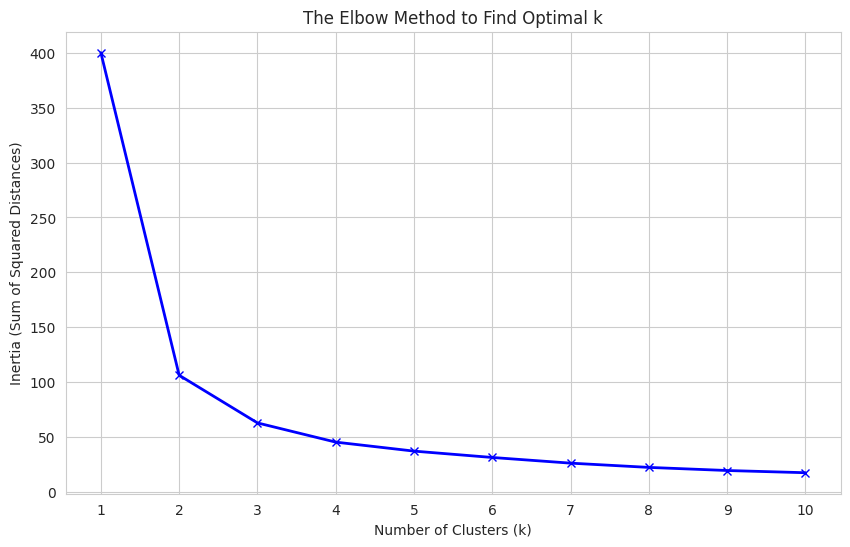 The Elbow Method to Find Optimal k
Inertia (Sum of Squared Distances)
400
350
300
250
200
150
100
50
0
1 2 3 4 5 6 7 8 9 10
Number of Clusters (k)